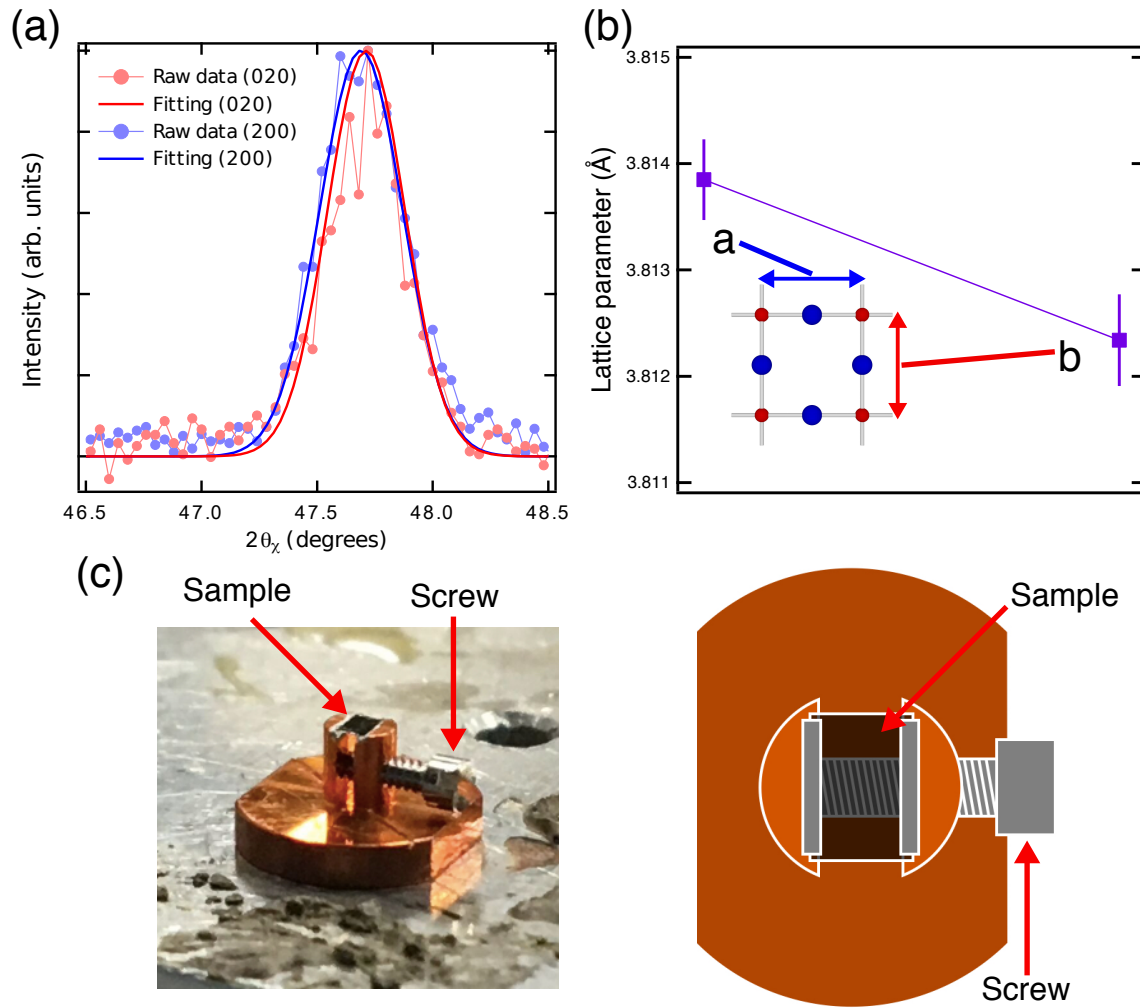 (a)
Raw data (020)
Fitting (020)
Raw data (200)
Fitting (200)
Intensity (arb. units)
46.5 47.0 47.5 48.0 48.5
2θχ (degrees)
(b)
3.815
3.814
3.813
3.812
3.811
Lattice parameter (Å)
a
b
(c)
Sample
Screw
Sample
Screw